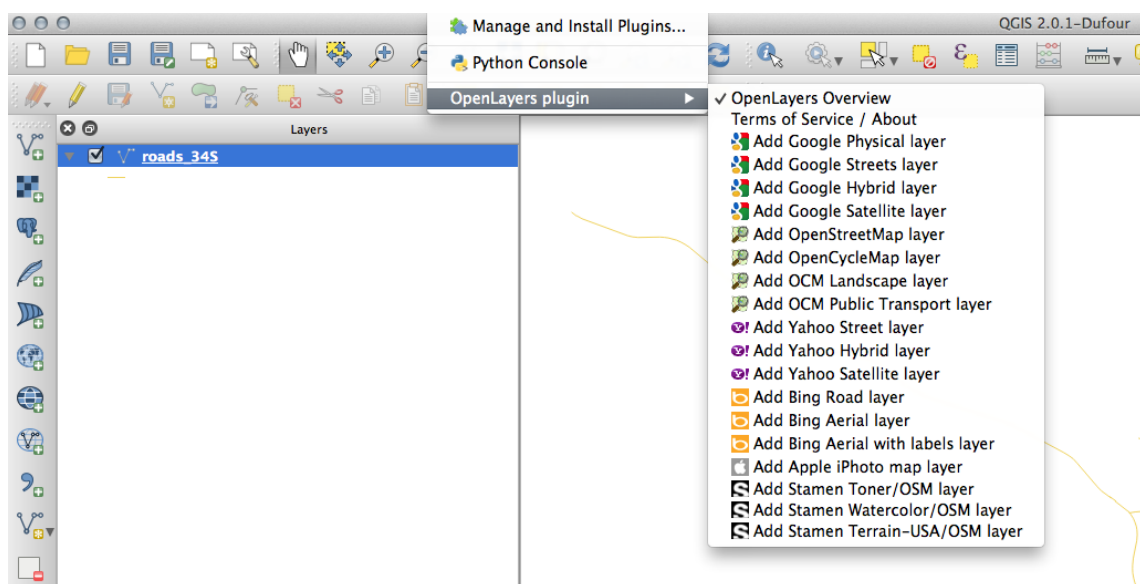 QGIS 2.0.1-Dufour
Manage and Install Plugins...
Python Console
OpenLayers plugin
Layers
roads_34S
OpenLayers Overview
Terms of Service / About
Add Google Physical layer
Add Google Streets layer
Add Google Hybrid layer
Add Google Satellite layer
Add OpenStreetMap layer
Add OpenCycleMap layer
Add OCM Landscape layer
Add OCM Public Transport layer
Add Yahoo Street layer
Add Yahoo Hybrid layer
Add Yahoo Satellite layer
Add Bing Road layer
Add Bing Aerial layer
Add Bing Aerial with labels layer
Add Apple iPhoto map layer
Add Stamen Toner/OSM layer
Add Stamen Watercolor/OSM layer
Add Stamen Terrain-USA/OSM layer